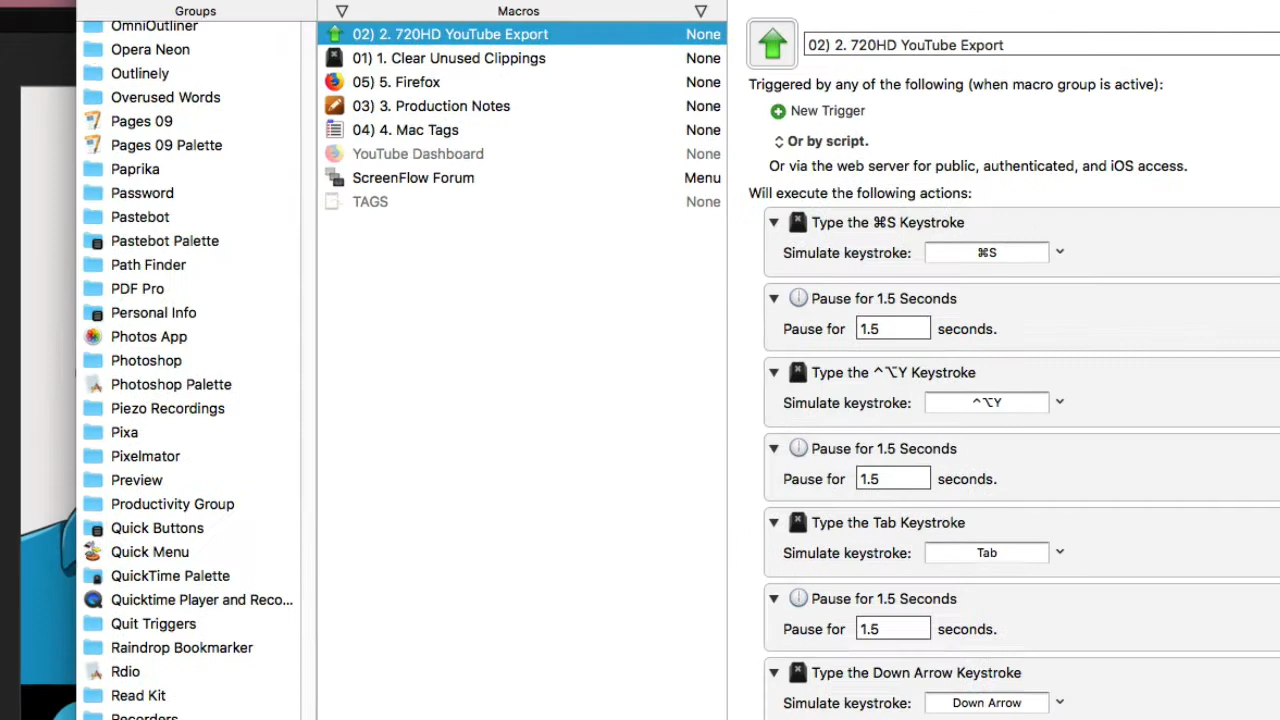 Groups
OmniOutliner
Opera Neon
Outlinely
Overused Words
Pages 09
Pages 09 Palette
Paprika
Password
Pastebot
Pastebot Palette
Path Finder
PDF Pro
Personal Info
Photos App
Photoshop
Photoshop Palette
Piezo Recordings
Pixa
Pixelmator
Preview
Productivity Group
Quick Buttons
Quick Menu
QuickTime Palette
Quicktime Player and Reco...
Quit Triggers
Raindrop Bookmarker
Rdio
Read Kit
Recorders
Macros
02) 2. 720HD YouTube Export None
01) 1. Clear Unused Clippings None
05) 5. Firefox None
03) 3. Production Notes None
04) 4. Mac Tags None
YouTube Dashboard None
ScreenFlow Forum Menu
TAGS None
02) 2. 720HD YouTube Export
Triggered by any of the following (when macro group is active):
New Trigger
Or by script.
Or via the web server for public, authenticated, and iOS access.
Will execute the following actions:
Type the ⌘S Keystroke
Simulate keystroke: ⌘S
Pause for 1.5 Seconds
Pause for 1.5 seconds.
Type the ^⌥Y Keystroke
Simulate keystroke: ^⌥Y
Pause for 1.5 Seconds
Pause for 1.5 seconds.
Type the Tab Keystroke
Simulate keystroke: Tab
Pause for 1.5 Seconds
Pause for 1.5 seconds.
Type the Down Arrow Keystroke
Simulate keystroke: Down Arrow